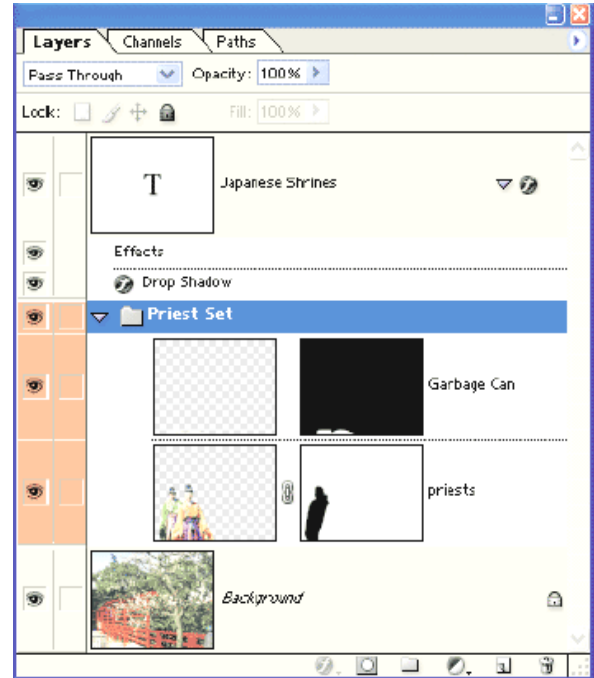 Layers Channels Paths
Pass Through Opacity: 100%
Lock: Fill: 100%
T Japanese Shrines
Effects
Drop Shadow
Priest Set
Garbage Can
priests
Background